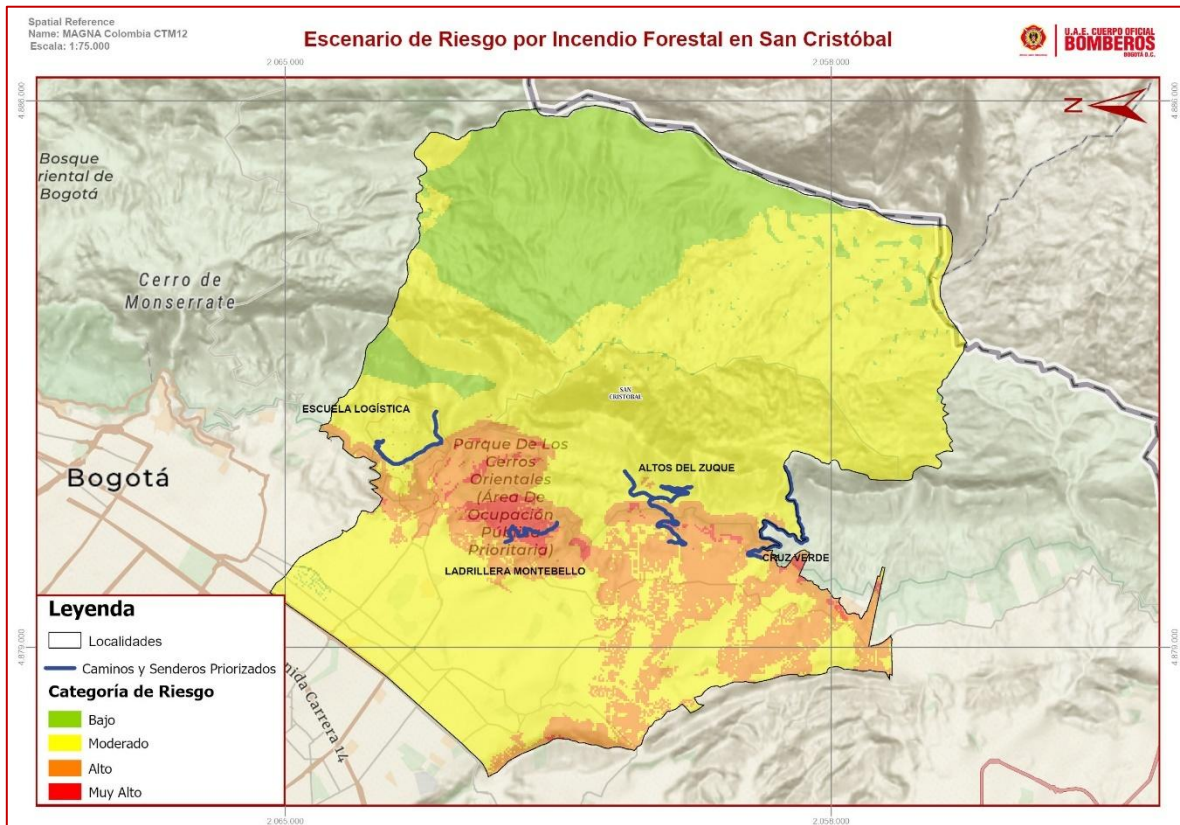 Spatial Reference
Name: MAGNA Colombia CTM12
Escala: 1:75.000
Escenario de Riesgo por Incendio Forestal en San Cristóbal
U.A.E. CUERPO OFICIAL
BOMBEROS
BOGOTÁ D.C.
2.065.000
2.058.000
4.886.000
4.886.000
N
Bosque
riental de
Bogotá
Cerro de
Monserrate
SAN
CRISTOBAL
ESCUELA LOGÍSTICA
Parque De Los
Cerros
Orientales
(Área De
Ocupación
Pública
Prioritaria)
ALTOS DEL ZUQUE
Bogotá
CRUZ VERDE
LADRILLERA MONTEBELLO
4.879.000
4.879.000
nida Carrera 14
Leyenda
Localidades
Caminos y Senderos Priorizados
Categoría de Riesgo
Bajo
Moderado
Alto
Muy Alto
2.065.000
2.058.000